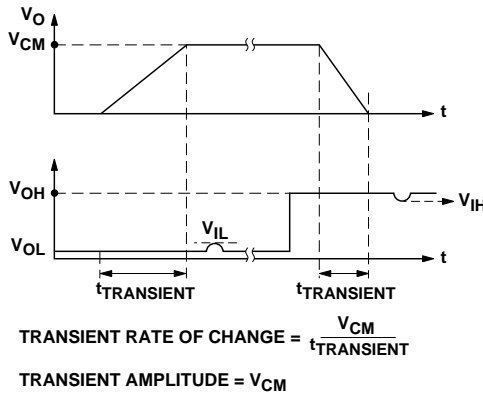 VO
VCM
t
VOH
VIH
VIL
VOL
t
tTRANSIENT
tTRANSIENT
TRANSIENT RATE OF CHANGE = VCM / tTRANSIENT
TRANSIENT AMPLITUDE = VCM